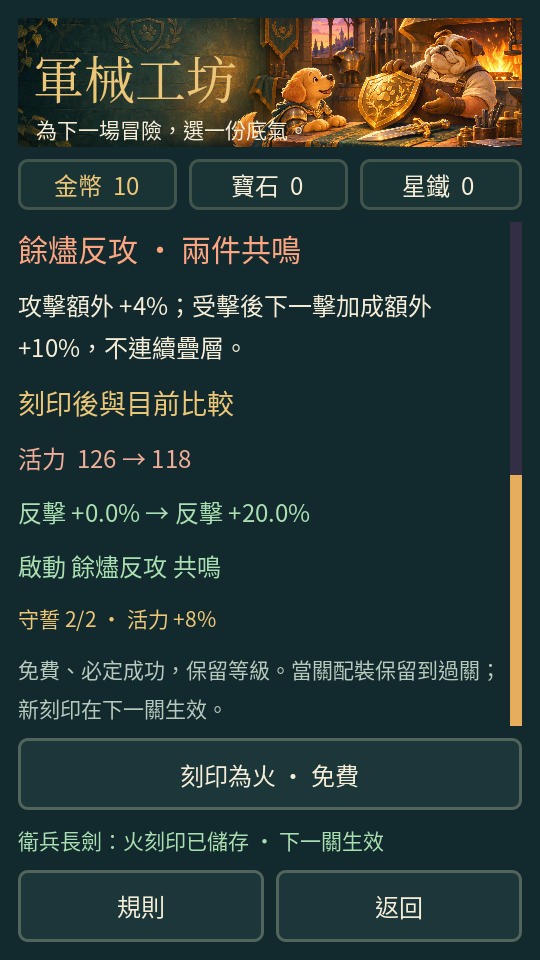 軍械工坊
為下一場冒險，選一份底氣。
金幣 10
寶石 0
星鐵 0
餘燼反攻 · 兩件共鳴
攻擊額外 +4%；受擊後下一擊加成額外
+10%，不連續疊層。
刻印後與目前比較
活力 126 → 118
反擊 +0.0% → 反擊 +20.0%
啟動 餘燼反攻 共鳴
守誓 2/2 · 活力 +8%
免費、必定成功，保留等級。當關配裝保留到過關；
新刻印在下一關生效。
刻印為火 · 免費
衛兵長劍：火刻印已儲存 · 下一關生效
規則
返回